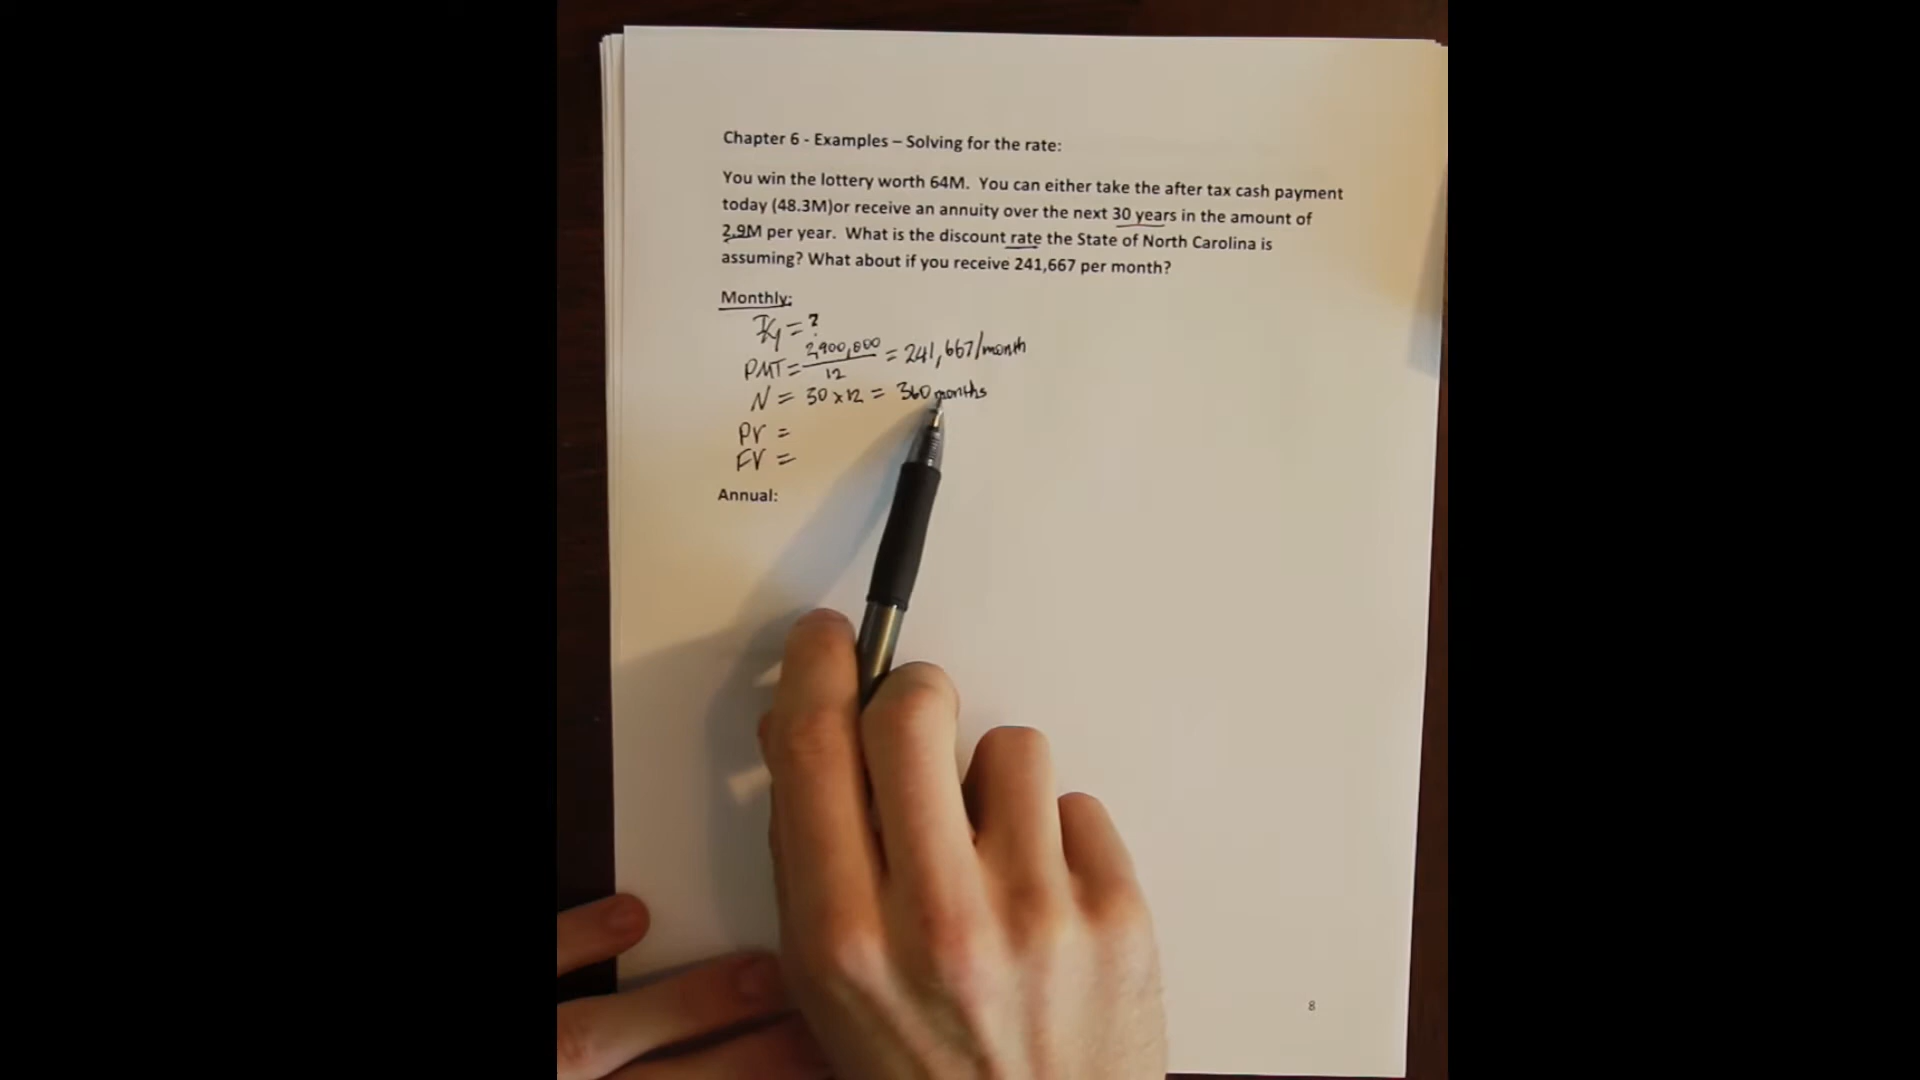 Chapter 6 - Examples – Solving for the rate:
You win the lottery worth 64M. You can either take the after tax cash payment
today (48.3M)or receive an annuity over the next 30 years in the amount of
2.9M per year. What is the discount rate the State of North Carolina is
assuming? What about if you receive 241,667 per month?
Monthly:
I/Y = ?
PMT = 2,900,000 / 12 = 241,667/month
N = 30 x 12 = 360 months
PV =
FV =
Annual:
8